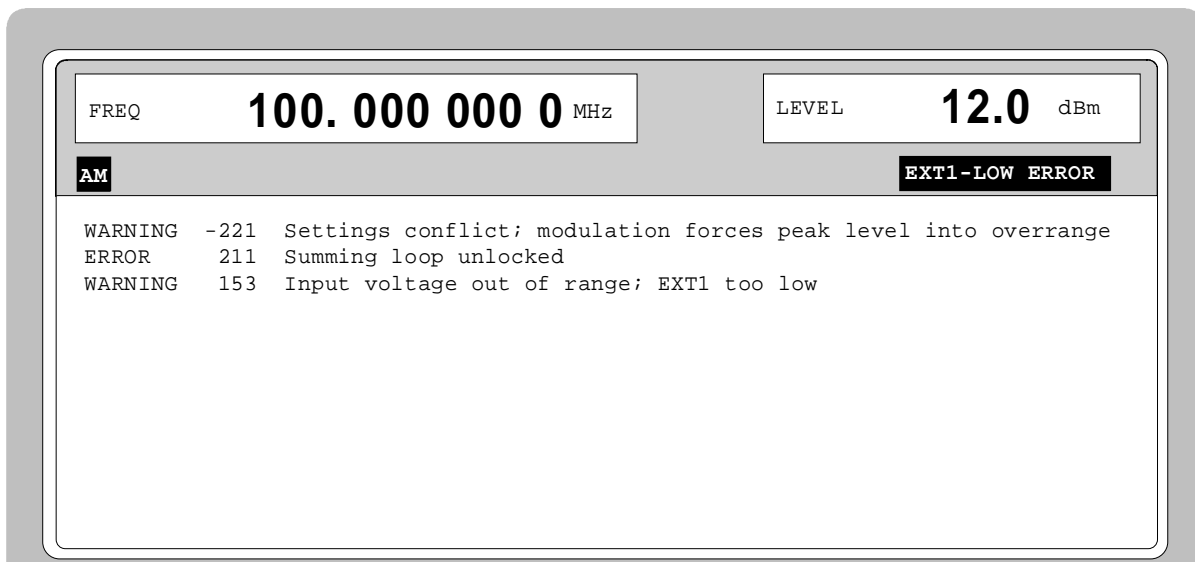 FREQ 100. 000 000 0 MHz LEVEL 12.0 dBm
AM EXT1-LOW ERROR
WARNING -221 Settings conflict; modulation forces peak level into overrange
ERROR 211 Summing loop unlocked
WARNING 153 Input voltage out of range; EXT1 too low